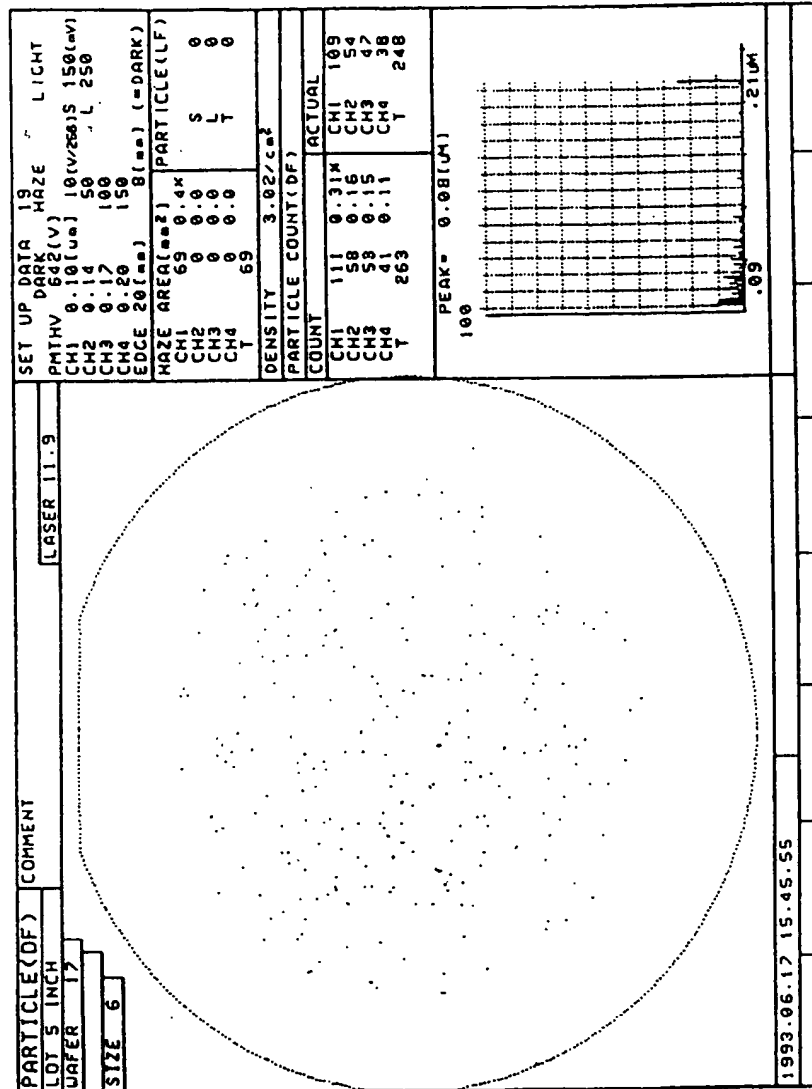 PARTICLE(DF)
COMMENT
LOT 5 INCH
LASER 11.9
WAFER 17
SIZE 6
SET UP DATA 19
DARK HAZE LIGHT
PMTHV 642(V)
CH1 0.10(um) 10(V/256)S 150(mV)
CH2 0.14 50 L 250
CH3 0.17 100
CH4 0.20 150
EDGE 20(mm) 8(mm) (=DARK)
HAZE AREA(mm²) PARTICLE(LF)
CH1 69 0.4%
CH2 0 0.0 S 0
CH3 0 0.0 L 0
CH4 0 0.0 T 0
T 69
DENSITY 3.02/cm²
PARTICLE COUNT(DF)
COUNT ACTUAL
CH1 111 0.31% CH1 109
CH2 58 0.16 CH2 54
CH3 53 0.15 CH3 47
CH4 41 0.11 CH4 38
T 263 T 248
PEAK= 0.08(UM)
100
.09 .21UM
1993.06.17 15.45.55